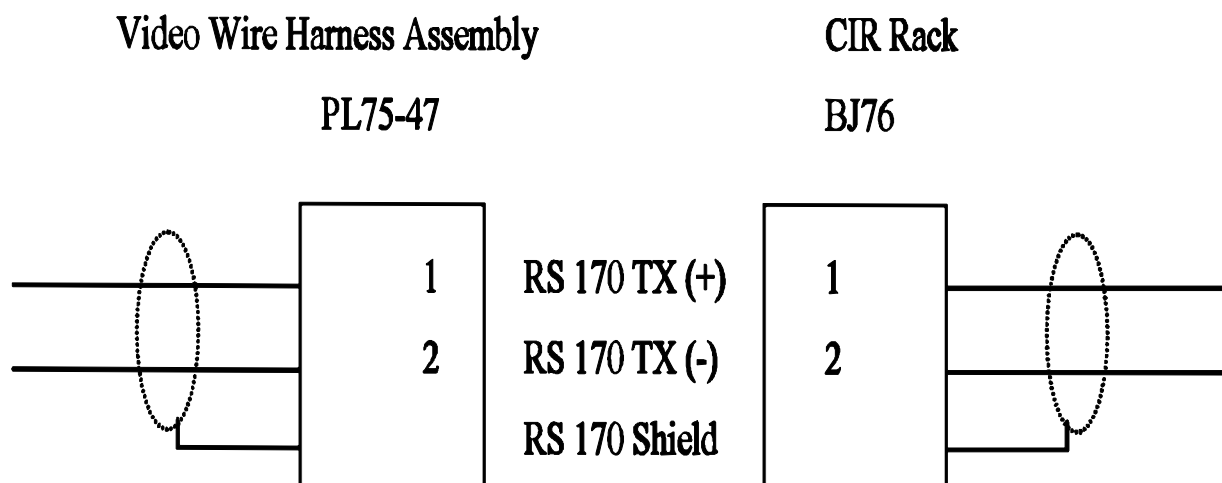 Video Wire Harness Assembly CIR Rack
PL75-47 BJ76
1 RS 170 TX (+) 1
2 RS 170 TX (-) 2
RS 170 Shield